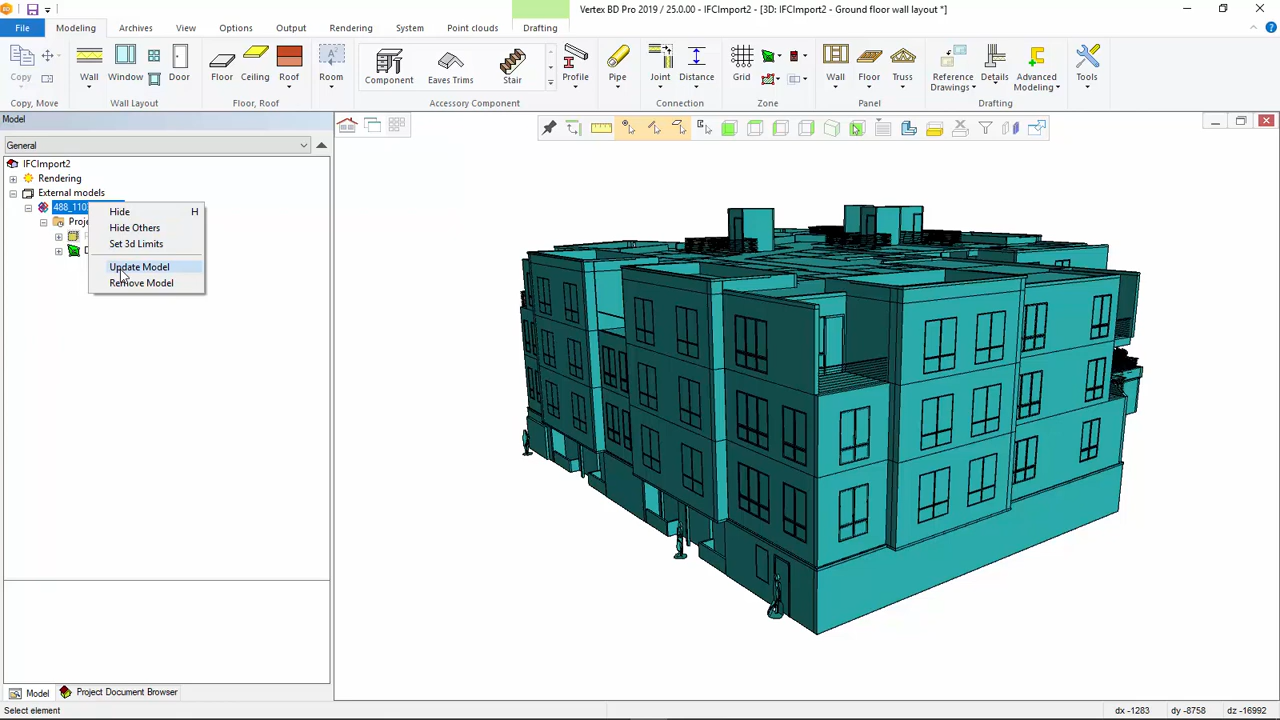 Vertex BD Pro 2019 / 25.0.00 - IFCImport2 - [3D: IFCImport2 - Ground floor wall layout *]
File Modeling Archives View Options Output Rendering System Point clouds Drafting
Copy Wall Window Door Floor Ceiling Roof Room Component Eaves Trims Stair Profile Pipe Joint Distance Grid Wall Floor Truss Reference Drawings Details Advanced Modeling Tools
Copy, Move Wall Layout Floor, Roof Accessory Component Connection Zone Panel Drafting
Model
General
IFCImport2
Rendering
External models
488_110
Proj
Hide H
Hide Others
Set 3d Limits
Update Model
Remove Model
Model Project Document Browser
Select element dx -1283 dy -8758 dz -16992